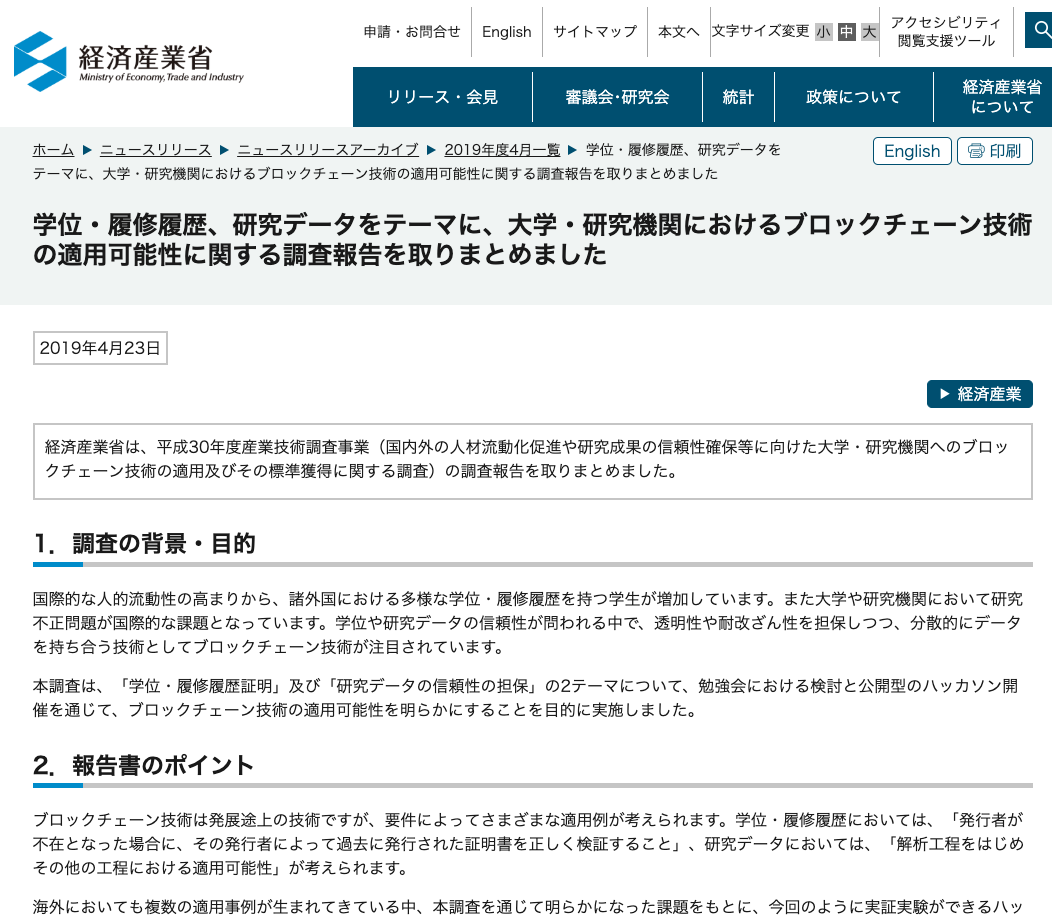 経済産業省
Ministry of Economy, Trade and Industry
申請・お問合せ
English
サイトマップ
本文へ
文字サイズ変更 小 中 大
アクセシビリティ
閲覧支援ツール
リリース・会見
審議会･研究会
統計
政策について
経済産業省
について
ホーム ▶ ニュースリリース ▶ ニュースリリースアーカイブ ▶ 2019年度4月一覧 ▶ 学位・履修履歴、研究データを
テーマに、大学・研究機関におけるブロックチェーン技術の適用可能性に関する調査報告を取りまとめました
English
印刷
学位・履修履歴、研究データをテーマに、大学・研究機関におけるブロックチェーン技術
の適用可能性に関する調査報告を取りまとめました
2019年4月23日
▶ 経済産業
経済産業省は、平成30年度産業技術調査事業（国内外の人材流動化促進や研究成果の信頼性確保等に向けた大学・研究機関へのブロッ
クチェーン技術の適用及びその標準獲得に関する調査）の調査報告を取りまとめました。
1．調査の背景・目的
国際的な人的流動性の高まりから、諸外国における多様な学位・履修履歴を持つ学生が増加しています。また大学や研究機関において研究
不正問題が国際的な課題となっています。学位や研究データの信頼性が問われる中で、透明性や耐改ざん性を担保しつつ、分散的にデータ
を持ち合う技術としてブロックチェーン技術が注目されています。
本調査は、「学位・履修履歴証明」及び「研究データの信頼性の担保」の2テーマについて、勉強会における検討と公開型のハッカソン開
催を通じて、ブロックチェーン技術の適用可能性を明らかにすることを目的に実施しました。
2．報告書のポイント
ブロックチェーン技術は発展途上の技術ですが、要件によってさまざまな適用例が考えられます。学位・履修履歴においては、「発行者が
不在となった場合に、その発行者によって過去に発行された証明書を正しく検証すること」、研究データにおいては、「解析工程をはじめ
その他の工程における適用可能性」が考えられます。
海外においても複数の適用事例が生まれてきている中、本調査を通じて明らかになった課題をもとに、今回のように実証実験ができるハッ